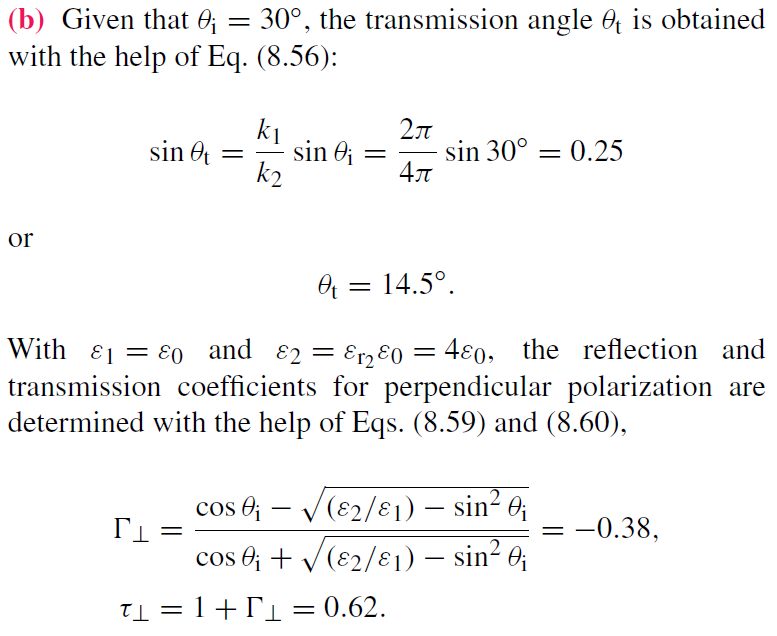 (b) Given that θᵢ = 30°, the transmission angle θₜ is obtained
with the help of Eq. (8.56):
sin θₜ = k₁/k₂ sin θᵢ = 2π/4π sin 30° = 0.25
or
θₜ = 14.5°.
With ε₁ = ε₀ and ε₂ = εᵣ₂ε₀ = 4ε₀, the reflection and
transmission coefficients for perpendicular polarization are
determined with the help of Eqs. (8.59) and (8.60),
Γ⊥ = (cos θᵢ − √((ε₂/ε₁) − sin² θᵢ))/(cos θᵢ + √((ε₂/ε₁) − sin² θᵢ)) = −0.38,
τ⊥ = 1 + Γ⊥ = 0.62.